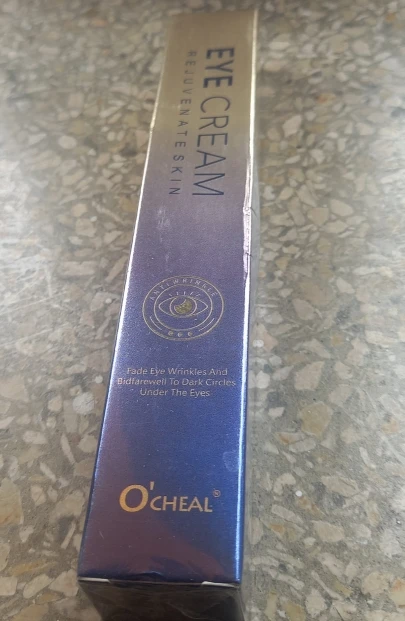 EYE CREAM
REJUVENATE SKIN
ANTI WRINKLE
Fade Eye Wrinkles And
Bidfarewell To Dark Circles
Under The Eyes
O'CHEAL®